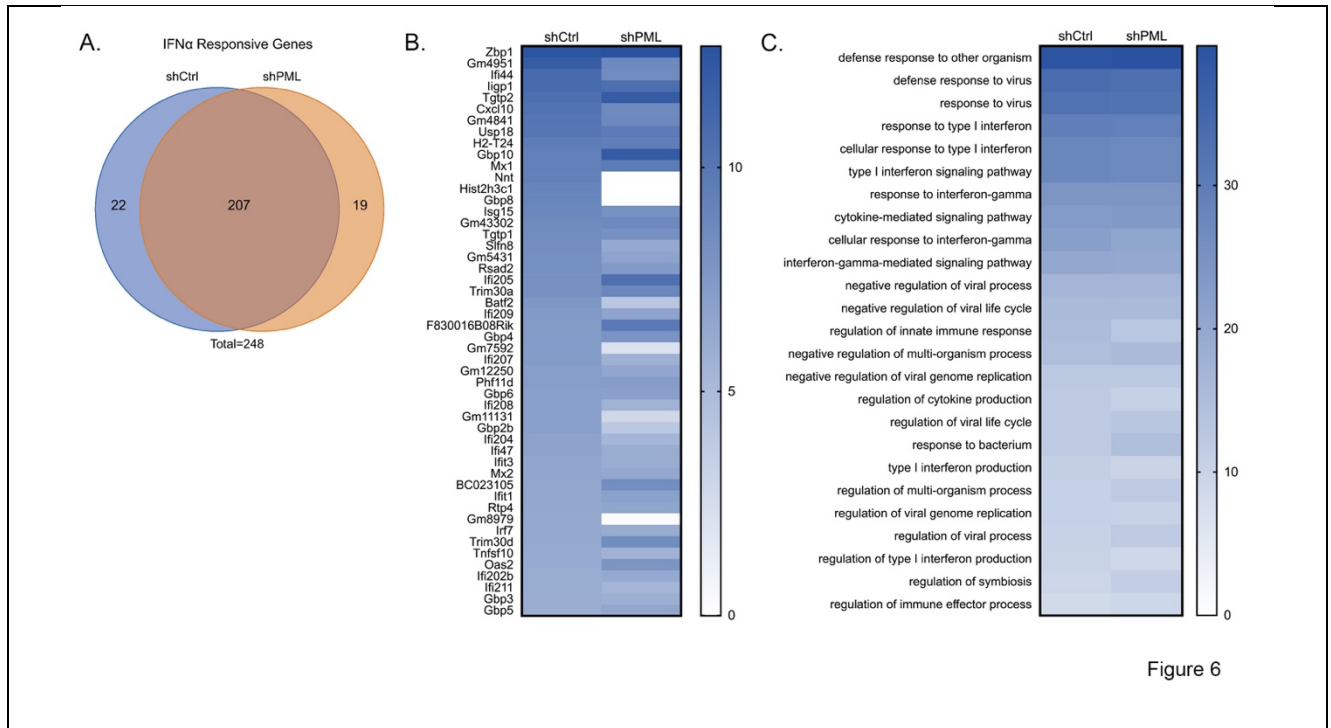 A.
IFNα Responsive Genes
shCtrl
shPML
22
207
19
Total=248
B.
shCtrl
shPML
Zbp1
Gm4951
Ifi44
Iigp1
Tgtp2
Cxcl10
Gm4841
Usp18
H2-T24
Gbp10
Mx1
Nnt
Hist2h3c1
Gbp8
Isg15
Gm43302
Tgtp1
Slfn8
Gm5431
Rsad2
Ifi205
Trim30a
Batf2
Ifi209
F830016B08Rik
Gbp4
Gm7592
Ifi207
Gm12250
Phf11d
Gbp6
Ifi208
Gm11131
Gbp2b
Ifi204
Ifi47
Ifit3
Mx2
BC023105
Ifit1
Rtp4
Gm8979
Irf7
Trim30d
Tnfsf10
Oas2
Ifi202b
Ifi211
Gbp3
Gbp5
10
5
0
C.
shCtrl
shPML
defense response to other organism
defense response to virus
response to virus
response to type I interferon
cellular response to type I interferon
type I interferon signaling pathway
response to interferon-gamma
cytokine-mediated signaling pathway
cellular response to interferon-gamma
interferon-gamma-mediated signaling pathway
negative regulation of viral process
negative regulation of viral life cycle
regulation of innate immune response
negative regulation of multi-organism process
negative regulation of viral genome replication
regulation of cytokine production
regulation of viral life cycle
response to bacterium
type I interferon production
regulation of multi-organism process
regulation of viral genome replication
regulation of viral process
regulation of type I interferon production
regulation of symbiosis
regulation of immune effector process
30
20
10
0
Figure 6